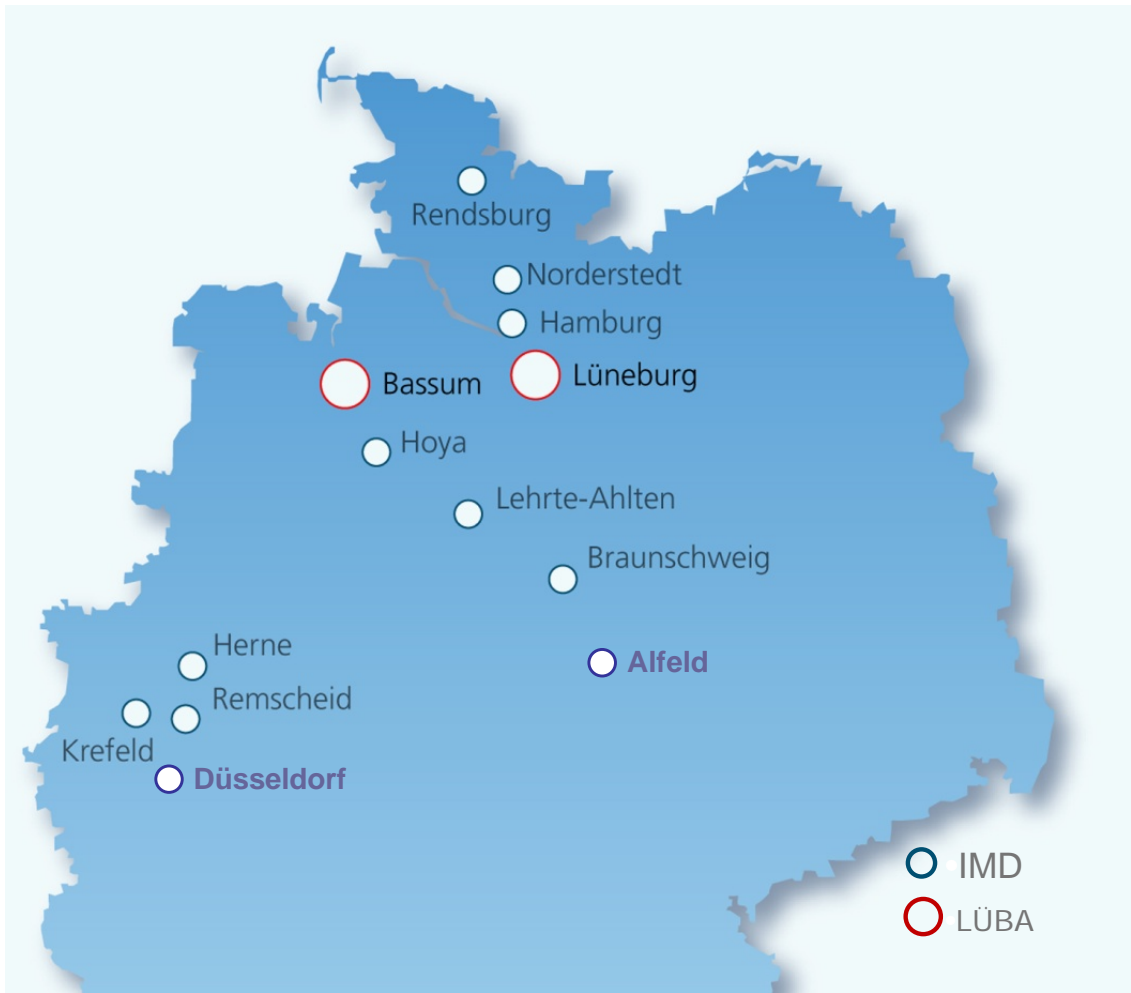 Rendsburg
Norderstedt
Hamburg
Bassum
Lüneburg
Hoya
Lehrte-Ahlten
Braunschweig
Herne
Alfeld
Remscheid
Krefeld
Düsseldorf
IMD
LÜBA